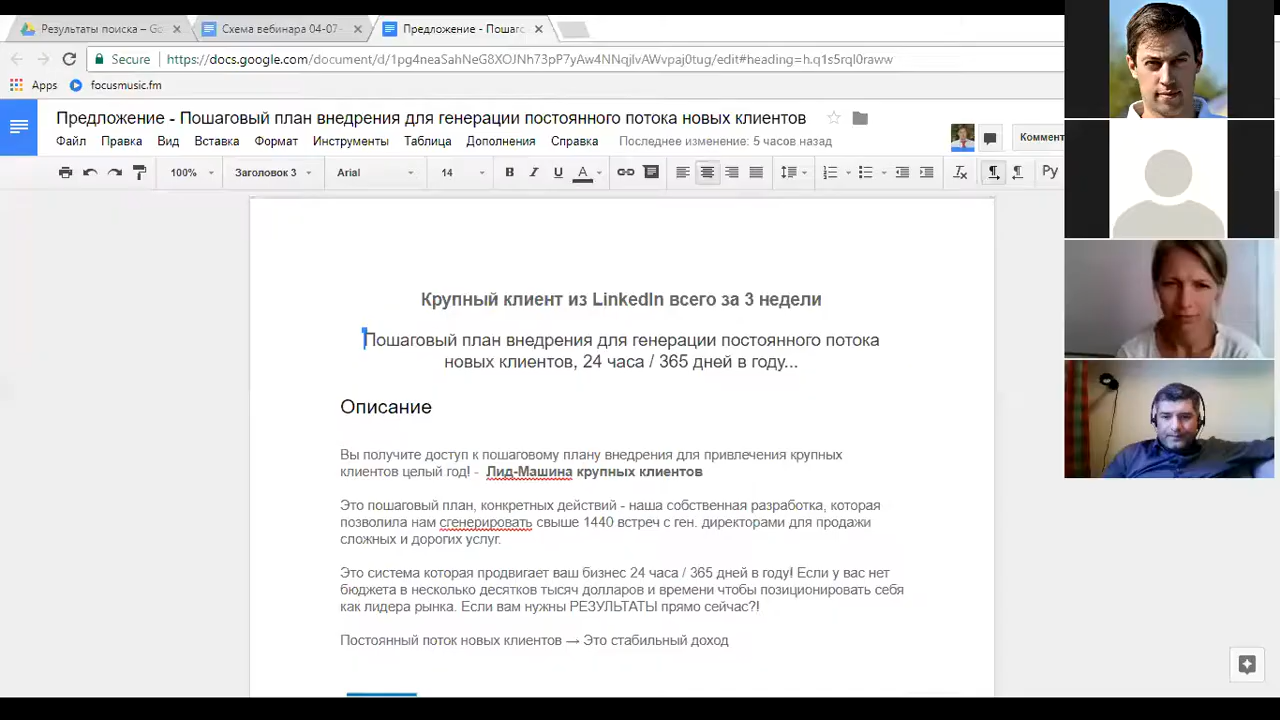 Результаты поиска – Go
Схема вебинара 04-07-
Предложение - Пошаго
Secure
https://docs.google.com/document/d/1pg4neaSaNeG8XOJNh73pP7yAw4NNqjlvAWvpaj0tug/edit#heading=h.q1s5rql0raww
Apps
focusmusic.fm
Предложение - Пошаговый план внедрения для генерации постоянного потока новых клиентов
Файл Правка Вид Вставка Формат Инструменты Таблица Дополнения Справка Последнее изменение: 5 часов назад
Коммент
100% Заголовок 3 Arial 14 B I U A Ру
Крупный клиент из LinkedIn всего за 3 недели
Пошаговый план внедрения для генерации постоянного потока
новых клиентов, 24 часа / 365 дней в году...
Описание
Вы получите доступ к пошаговому плану внедрения для привлечения крупных
клиентов целый год! - Лид-Машина крупных клиентов
Это пошаговый план, конкретных действий - наша собственная разработка, которая
позволила нам сгенерировать свыше 1440 встреч с ген. директорами для продажи
сложных и дорогих услуг.
Это система которая продвигает ваш бизнес 24 часа / 365 дней в году! Если у вас нет
бюджета в несколько десятков тысяч долларов и времени чтобы позиционировать себя
как лидера рынка. Если вам нужны РЕЗУЛЬТАТЫ прямо сейчас?!
Постоянный поток новых клиентов → Это стабильный доход